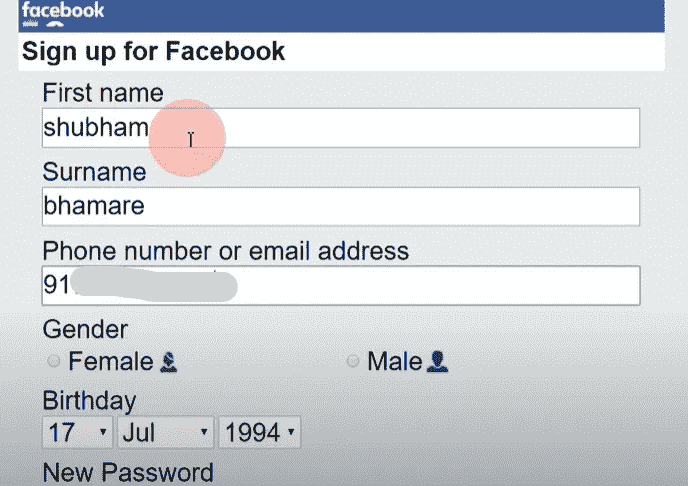 facebook
Sign up for Facebook
First name
shubham
Surname
bhamare
Phone number or email address
91
Gender
Female Male
Birthday
17 Jul 1994
New Password